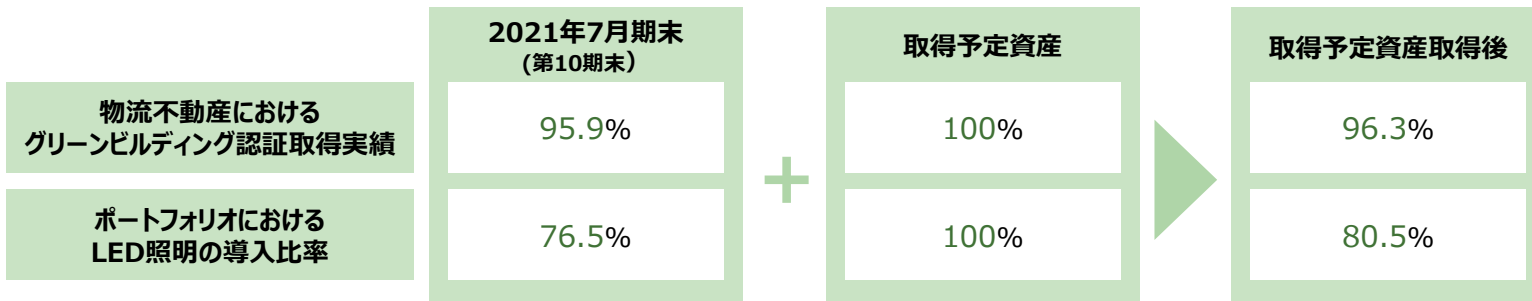 2021年7月期末
(第10期末)
取得予定資産
取得予定資産取得後
物流不動産における
グリーンビルディング認証取得実績
95.9%
100%
96.3%
+
ポートフォリオにおける
LED照明の導入比率
76.5%
100%
80.5%